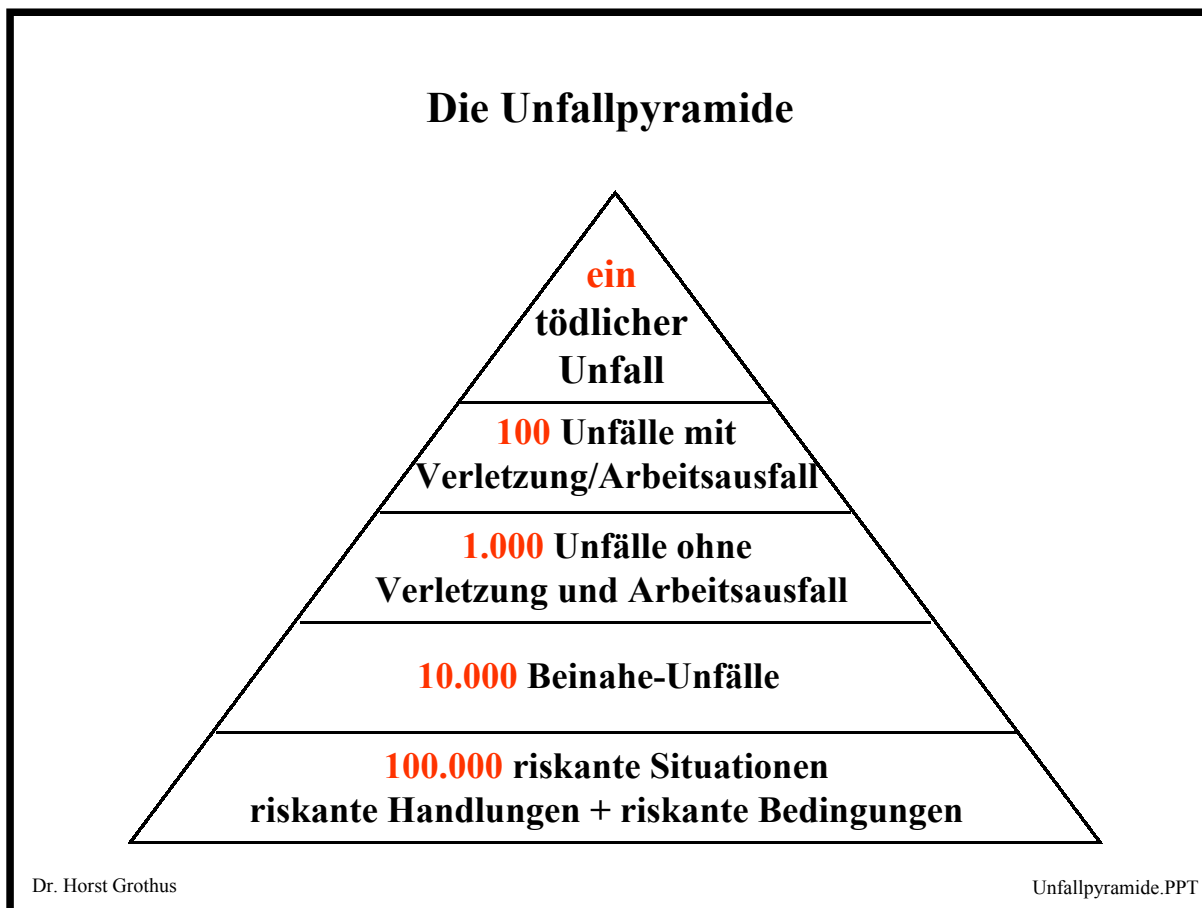 Die Unfallpyramide
ein
tödlicher
Unfall
100 Unfälle mit
Verletzung/Arbeitsausfall
1.000 Unfälle ohne
Verletzung und Arbeitsausfall
10.000 Beinahe-Unfälle
100.000 riskante Situationen
riskante Handlungen + riskante Bedingungen
Dr. Horst Grothus
Unfallpyramide.PPT